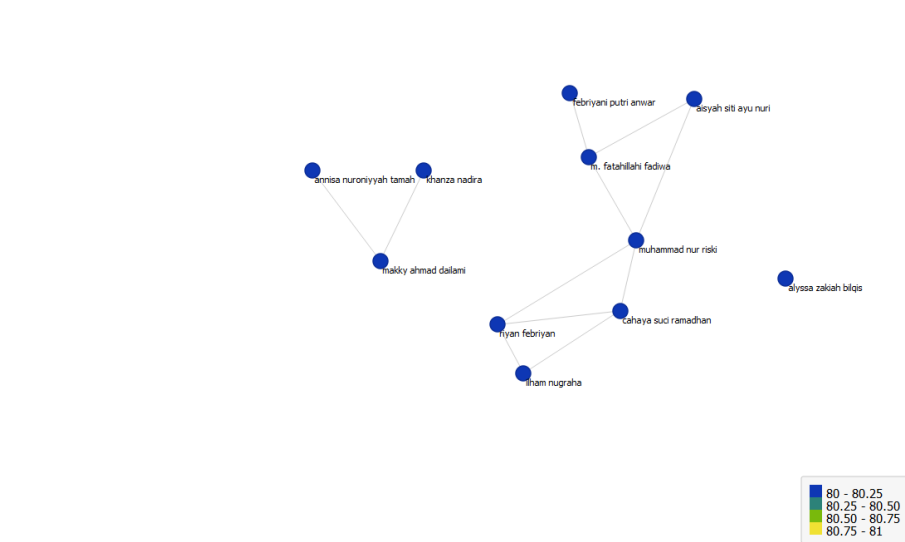 febriyani putri anwar
aisyah siti ayu nuri
m. fatahillahi fadiwa
annisa nuroniyyah tamah
khanza nadira
muhammad nur riski
makky ahmad dailami
alyssa zakiah bilqis
cahaya suci ramadhan
riyan febriyan
ilham nugraha
80 - 80.25
80.25 - 80.50
80.50 - 80.75
80.75 - 81